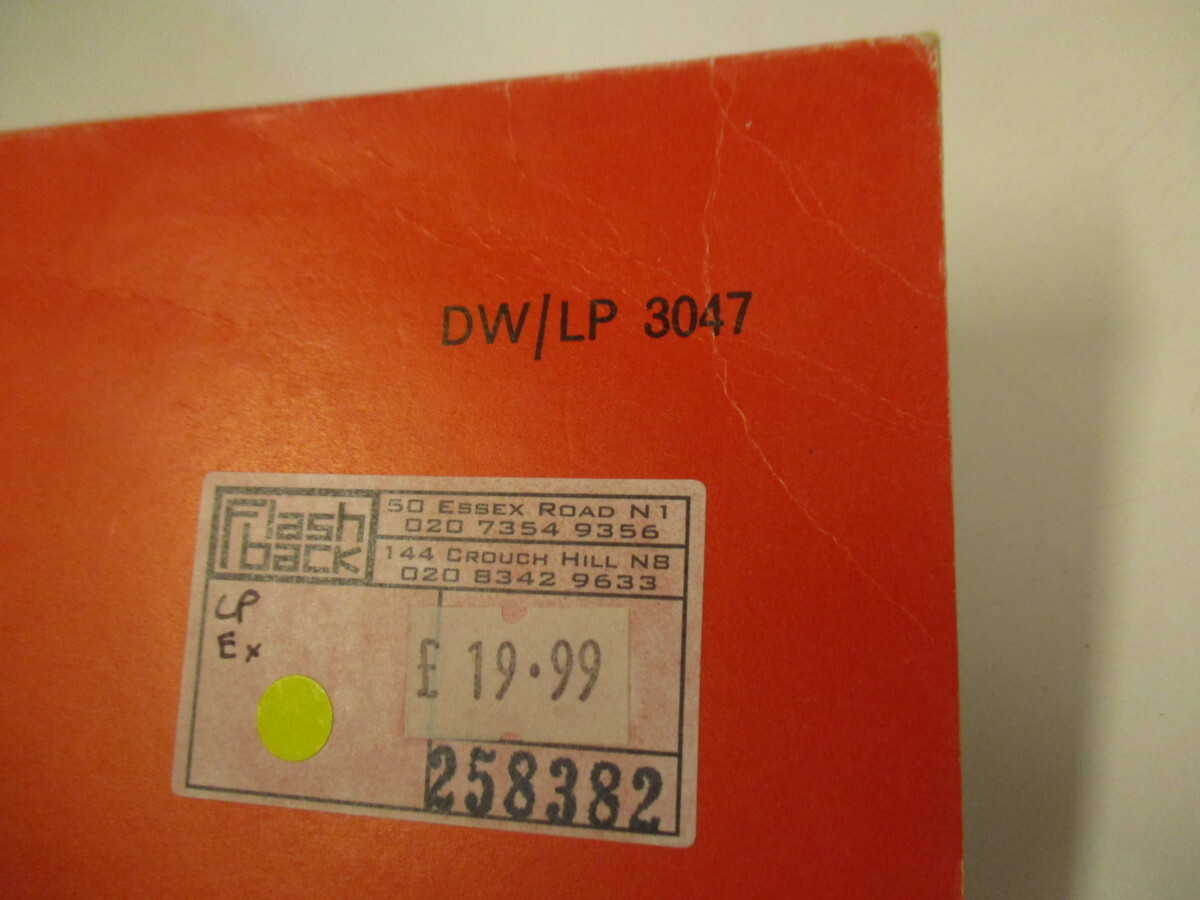 DW/LP 3047
Flash
back
50 ESSEX ROAD N1
020 7354 9356
144 CROUCH HILL N8
020 8342 9633
LP
Ex
£ 19.99
258382